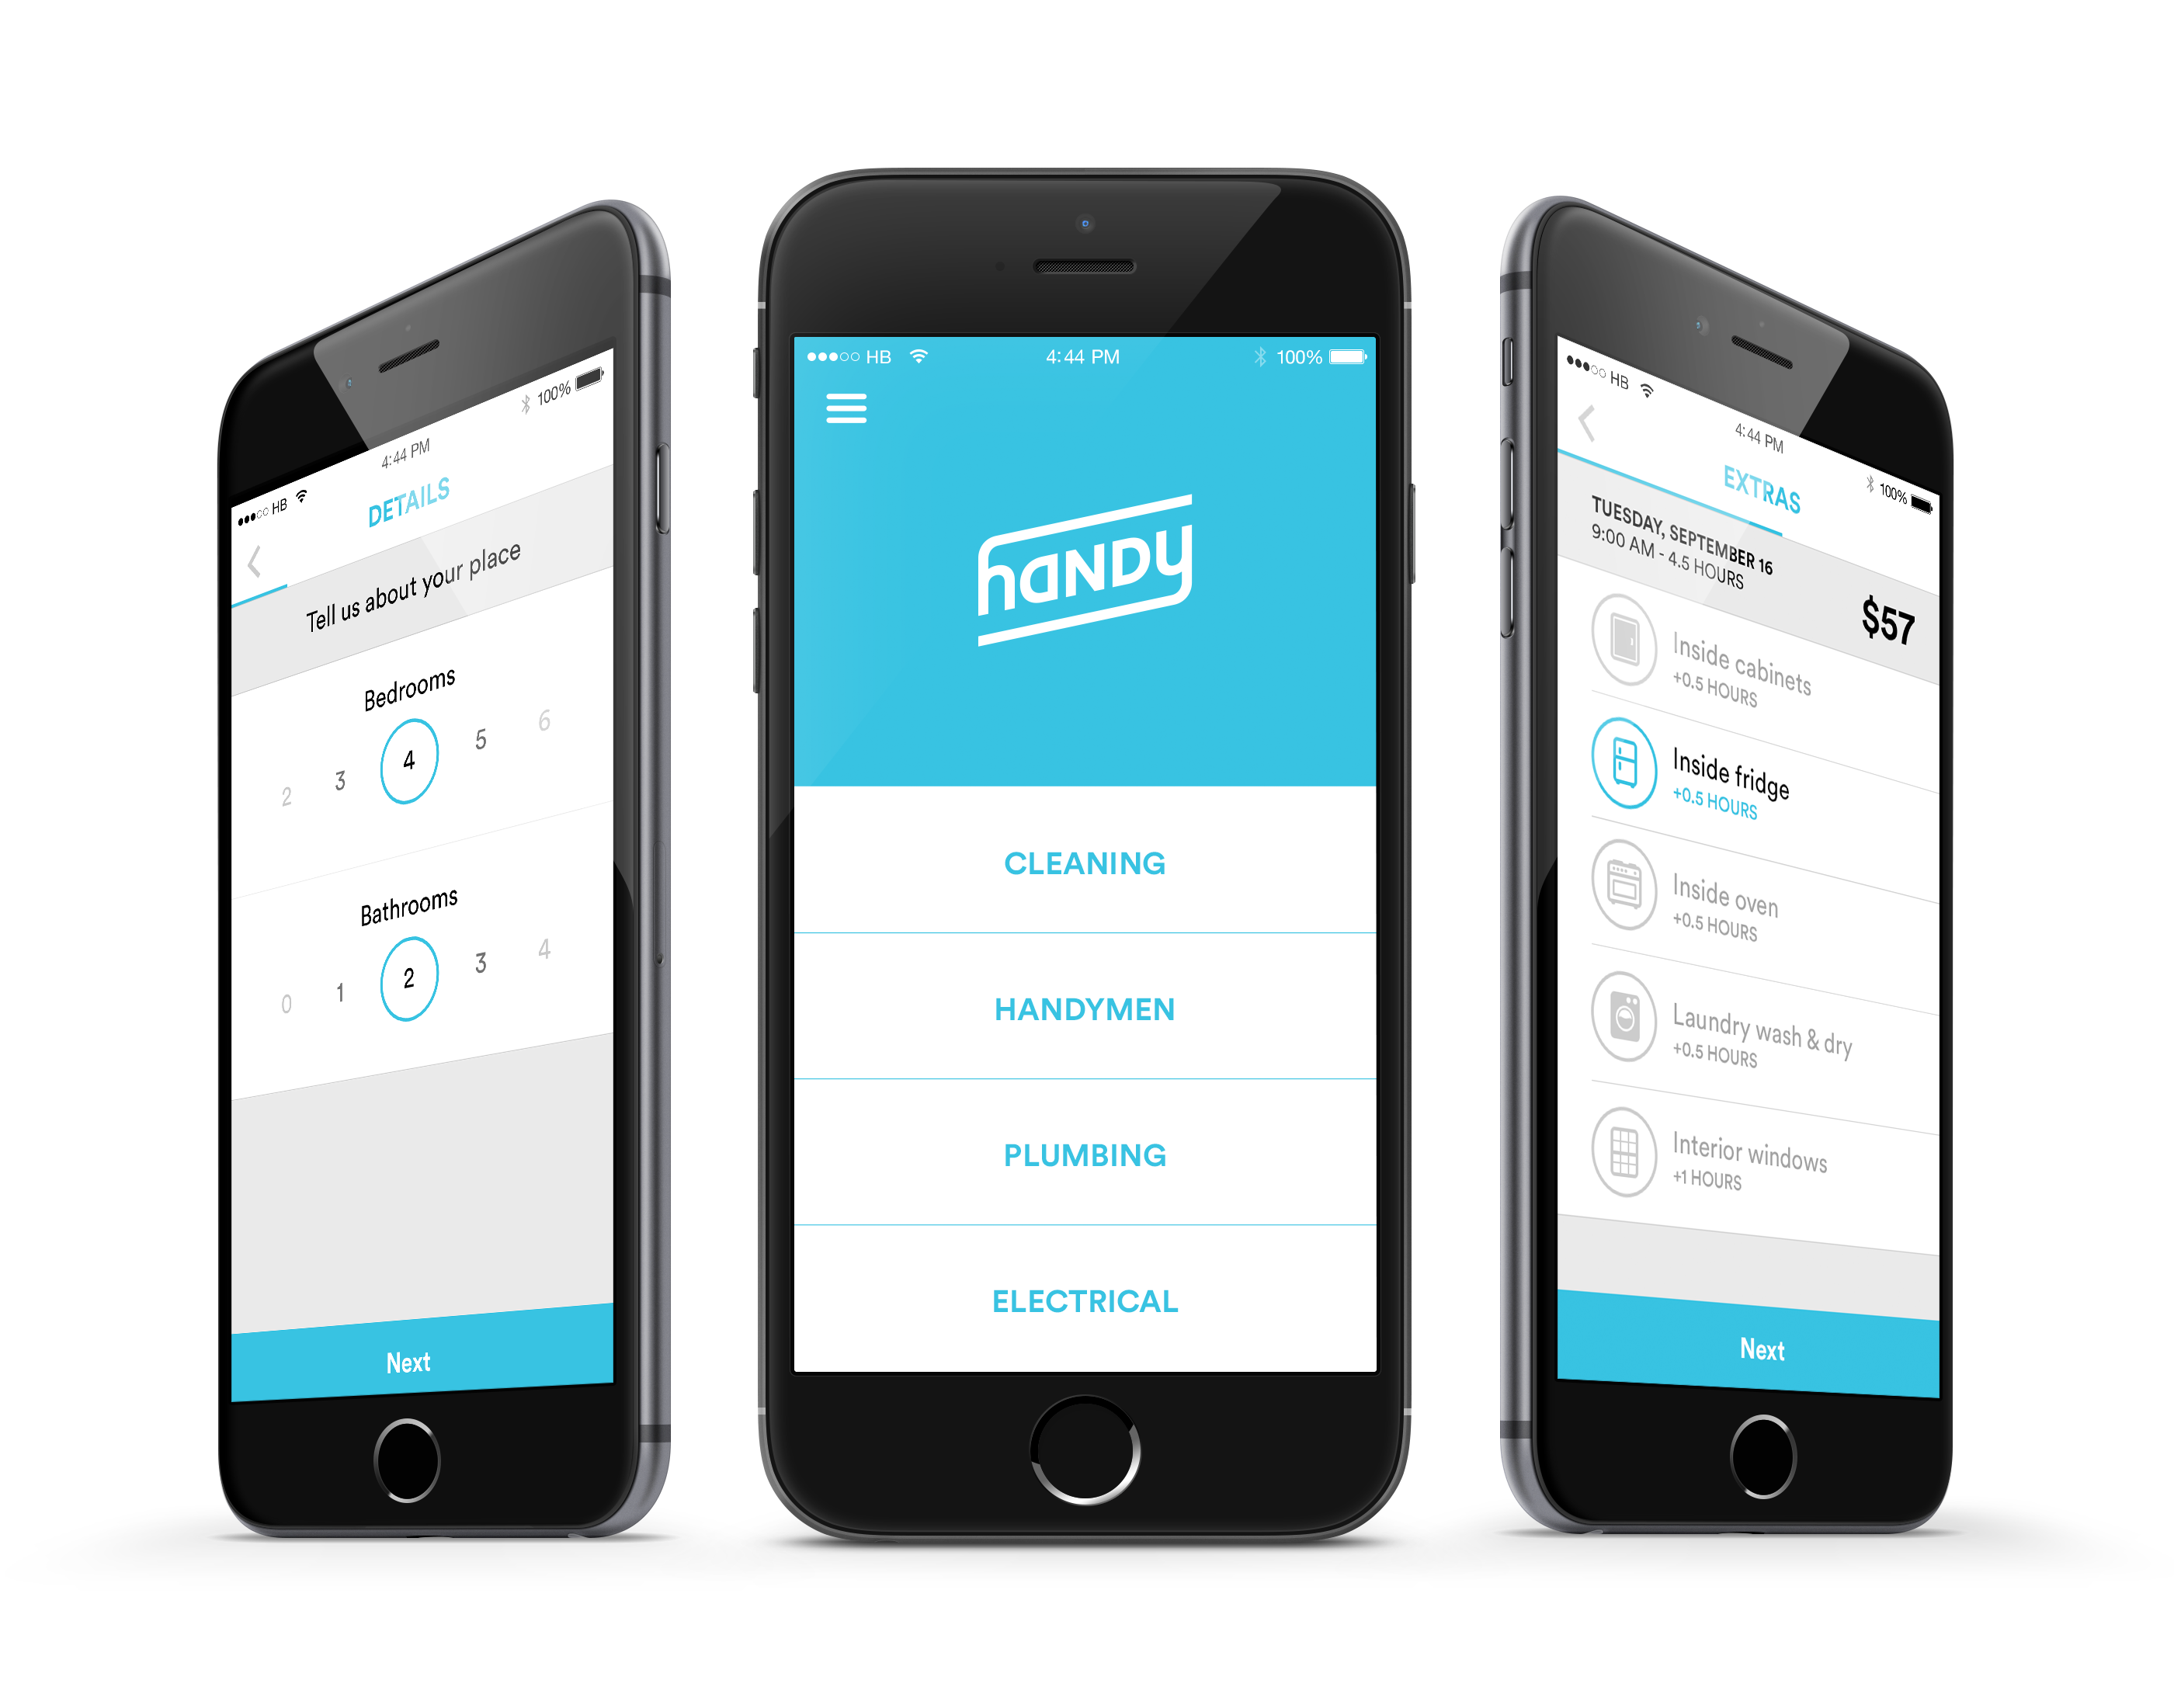 HB 4:44 PM 100%
DETAILS
Tell us about your place
Bedrooms
2 3 4 5 6
Bathrooms
0 1 2 3 4
Next
HB 4:44 PM 100%
hANDY
CLEANING
HANDYMEN
PLUMBING
ELECTRICAL
HB 4:44 PM 100%
EXTRAS
TUESDAY, SEPTEMBER 16
9:00 AM - 4.5 HOURS
$57
Inside cabinets
+0.5 HOURS
Inside fridge
+0.5 HOURS
Inside oven
+0.5 HOURS
Laundry wash & dry
+0.5 HOURS
Interior windows
+1 HOURS
Next